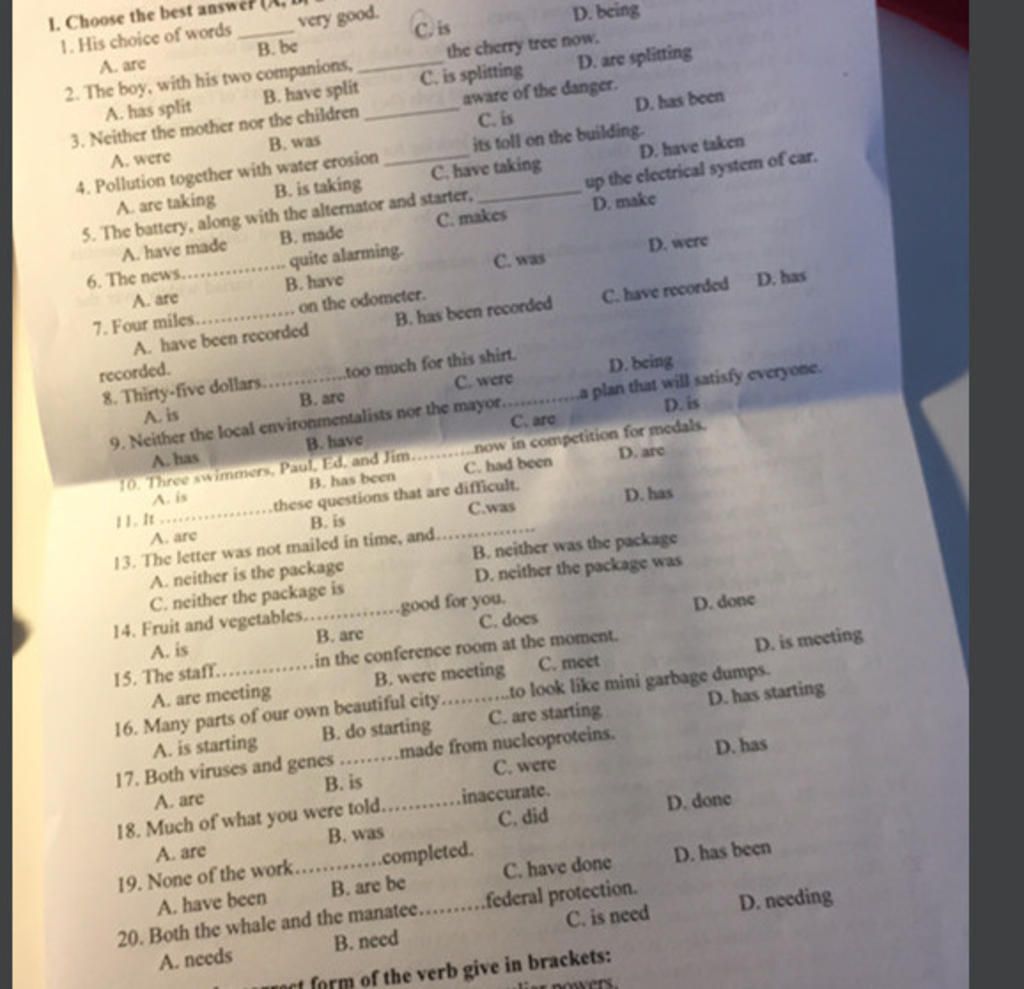 I. Choose the best answer (A, B,
1. His choice of words ______ very good.
A. are B. be C. is D. being
2. The boy, with his two companions, ________ the cherry tree now.
A. has split B. have split C. is splitting D. are splitting
3. Neither the mother nor the children ________ aware of the danger.
A. were B. was C. is D. has been
4. Pollution together with water erosion ________ its toll on the building.
A. are taking B. is taking C. have taking D. have taken
5. The battery, along with the alternator and starter, __________ up the electrical system of car.
A. have made B. made C. makes D. make
6. The news................ quite alarming.
A. are B. have C. was D. were
7. Four miles............... on the odometer.
A. have been recorded B. has been recorded C. have recorded D. has
recorded.
8. Thirty-five dollars.............too much for this shirt.
A. is B. are C. were D. being
9. Neither the local environmentalists nor the mayor............a plan that will satisfy everyone.
A. has B. have C. are D. is
10. Three swimmers, Paul, Ed, and Jim..........now in competition for medals.
A. is B. has been C. had been D. are
11. It .................these questions that are difficult.
A. are B. is C.was D. has
13. The letter was not mailed in time, and...............
A. neither is the package B. neither was the package
C. neither the package is D. neither the package was
14. Fruit and vegetables..............good for you.
A. is B. are C. does D. done
15. The staff..............in the conference room at the moment.
A. are meeting B. were meeting C. meet D. is meeting
16. Many parts of our own beautiful city..........to look like mini garbage dumps.
A. is starting B. do starting C. are starting D. has starting
17. Both viruses and genes .........made from nucleoproteins.
A. are B. is C. were D. has
18. Much of what you were told............inaccurate.
A. are B. was C. did D. done
19. None of the work............completed.
A. have been B. are be C. have done D. has been
20. Both the whale and the manatee..........federal protection.
A. needs B. need C. is need D. needing
form of the verb give in brackets:
powers.